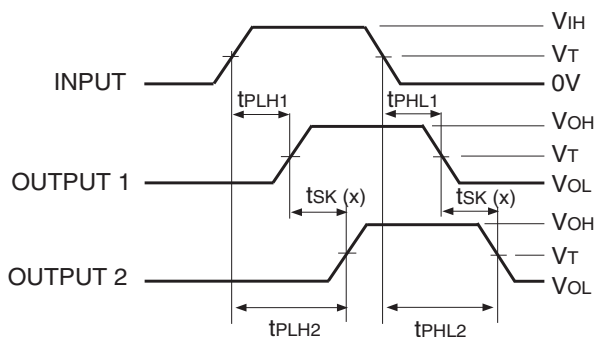 VIH
VT
INPUT
0V
tPLH1
tPHL1
VOH
VT
OUTPUT 1
VOL
tSK (x)
tSK (x)
VOH
VT
OUTPUT 2
VOL
tPLH2
tPHL2